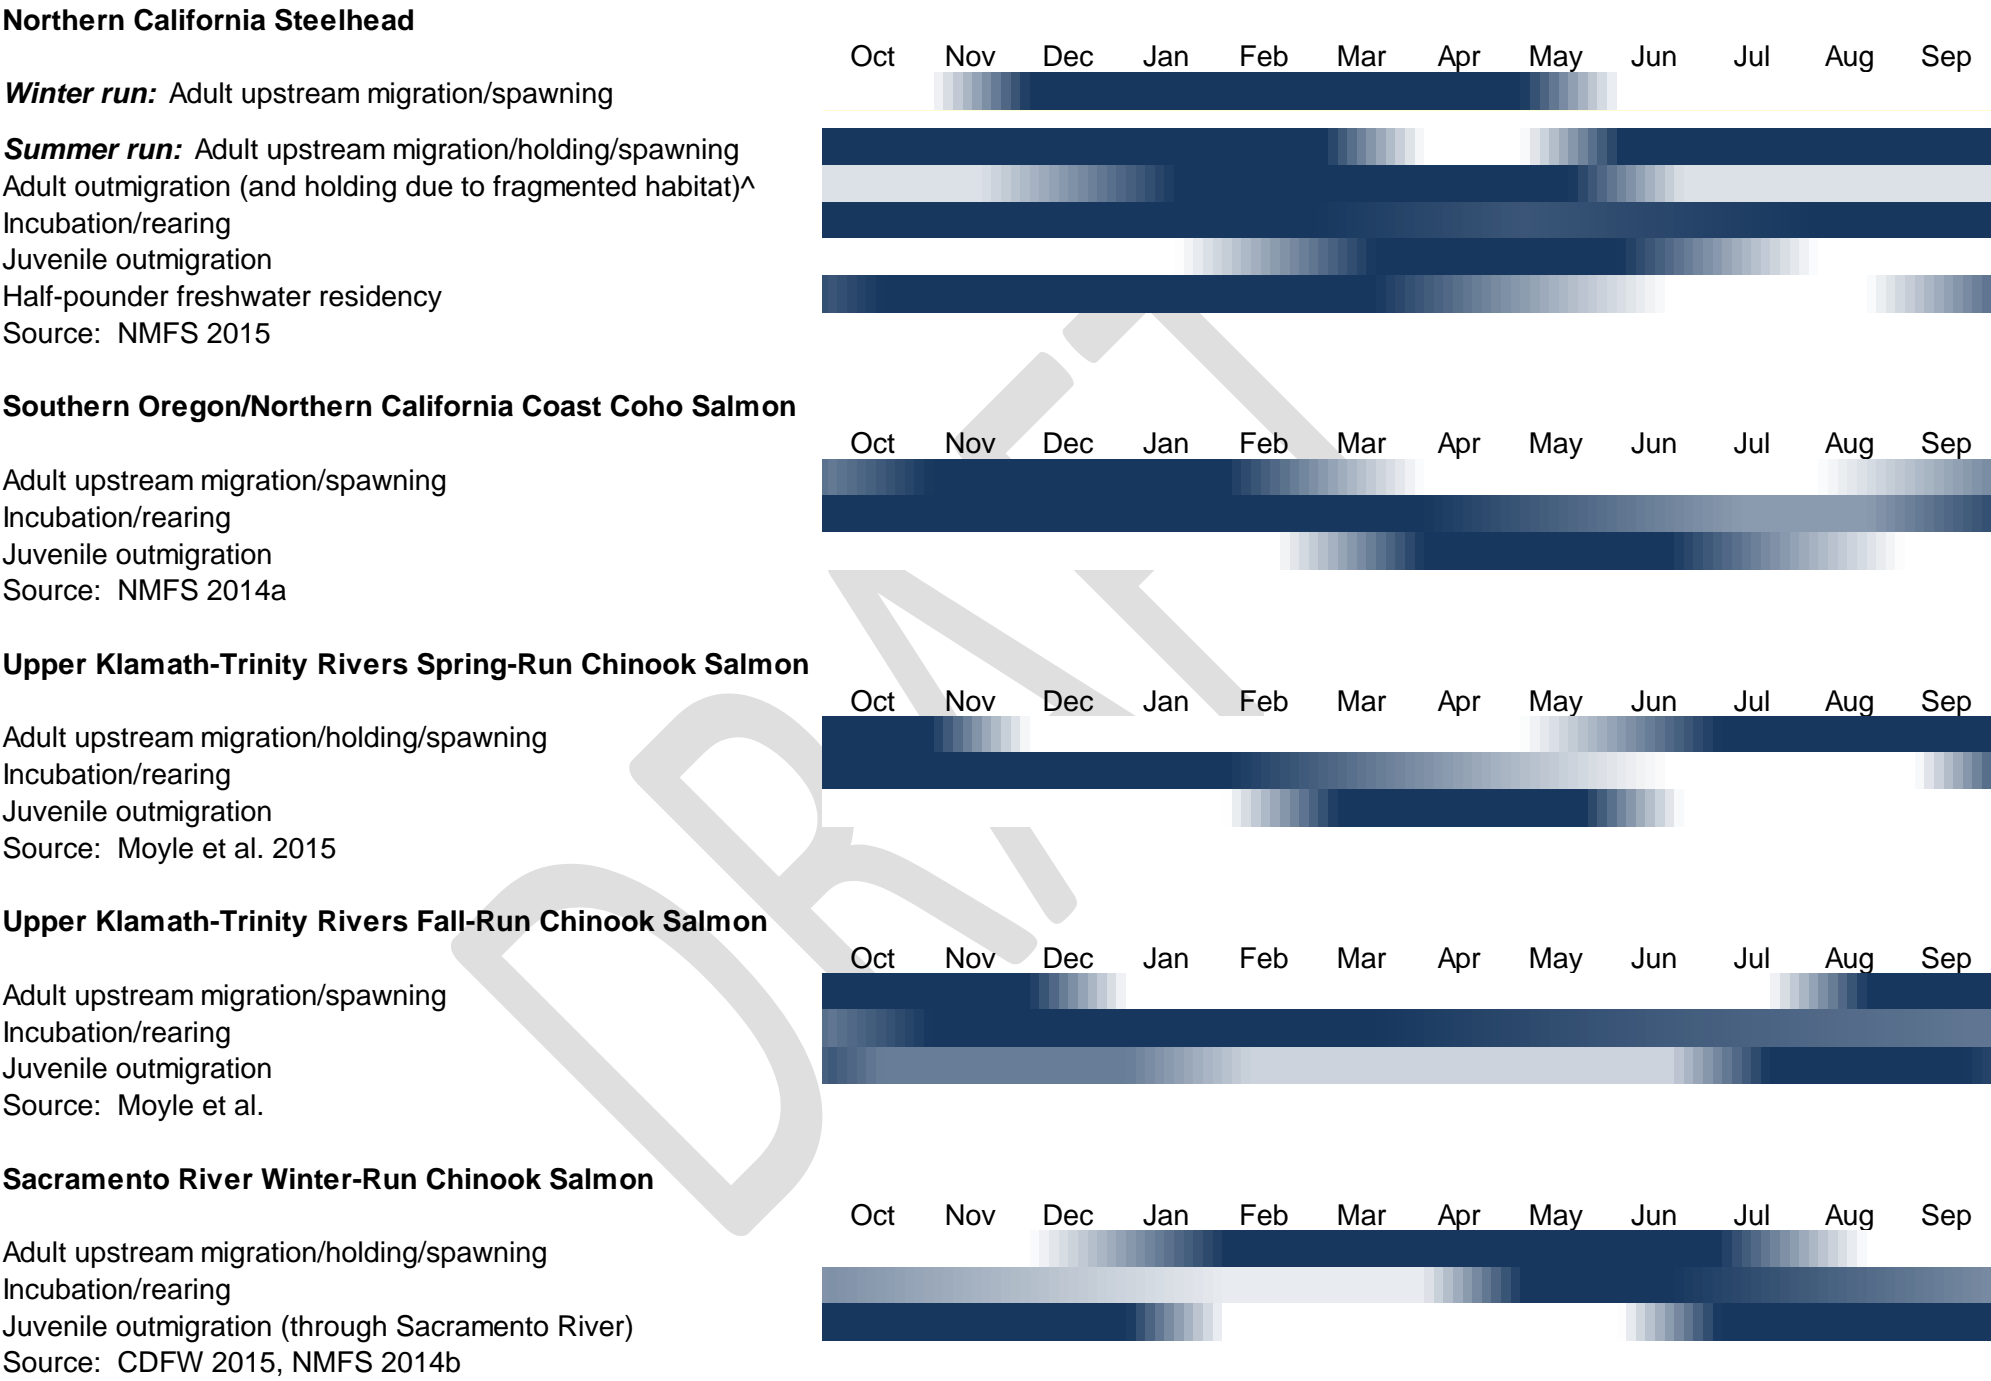 Northern California Steelhead
Oct Nov Dec Jan Feb Mar Apr May Jun Jul Aug Sep
Winter run: Adult upstream migration/spawning
Summer run: Adult upstream migration/holding/spawning
Adult outmigration (and holding due to fragmented habitat)^
Incubation/rearing
Juvenile outmigration
Half-pounder freshwater residency
Source: NMFS 2015
Southern Oregon/Northern California Coast Coho Salmon
Oct Nov Dec Jan Feb Mar Apr May Jun Jul Aug Sep
Adult upstream migration/spawning
Incubation/rearing
Juvenile outmigration
Source: NMFS 2014a
Upper Klamath-Trinity Rivers Spring-Run Chinook Salmon
Oct Nov Dec Jan Feb Mar Apr May Jun Jul Aug Sep
Adult upstream migration/holding/spawning
Incubation/rearing
Juvenile outmigration
Source: Moyle et al. 2015
Upper Klamath-Trinity Rivers Fall-Run Chinook Salmon
Oct Nov Dec Jan Feb Mar Apr May Jun Jul Aug Sep
Adult upstream migration/spawning
Incubation/rearing
Juvenile outmigration
Source: Moyle et al.
Sacramento River Winter-Run Chinook Salmon
Oct Nov Dec Jan Feb Mar Apr May Jun Jul Aug Sep
Adult upstream migration/holding/spawning
Incubation/rearing
Juvenile outmigration (through Sacramento River)
Source: CDFW 2015, NMFS 2014b
DRAFT